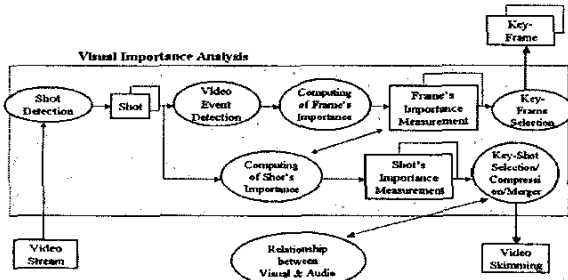 Key-
Frame
Visual Importance Analysis
Shot
Detection
Shot
Video
Event
Detection
Computing
of Frame's
Importance
Frame's
Importance
Measurement
Key-
Frame
Selection
Computing
of Shot's
Importance
Shot's
Importance
Measurement
Key-Shot
Selection/
Compressi
on/Merger
Video
Stream
Relationship
between
Visual & Audio
Video
Skimming